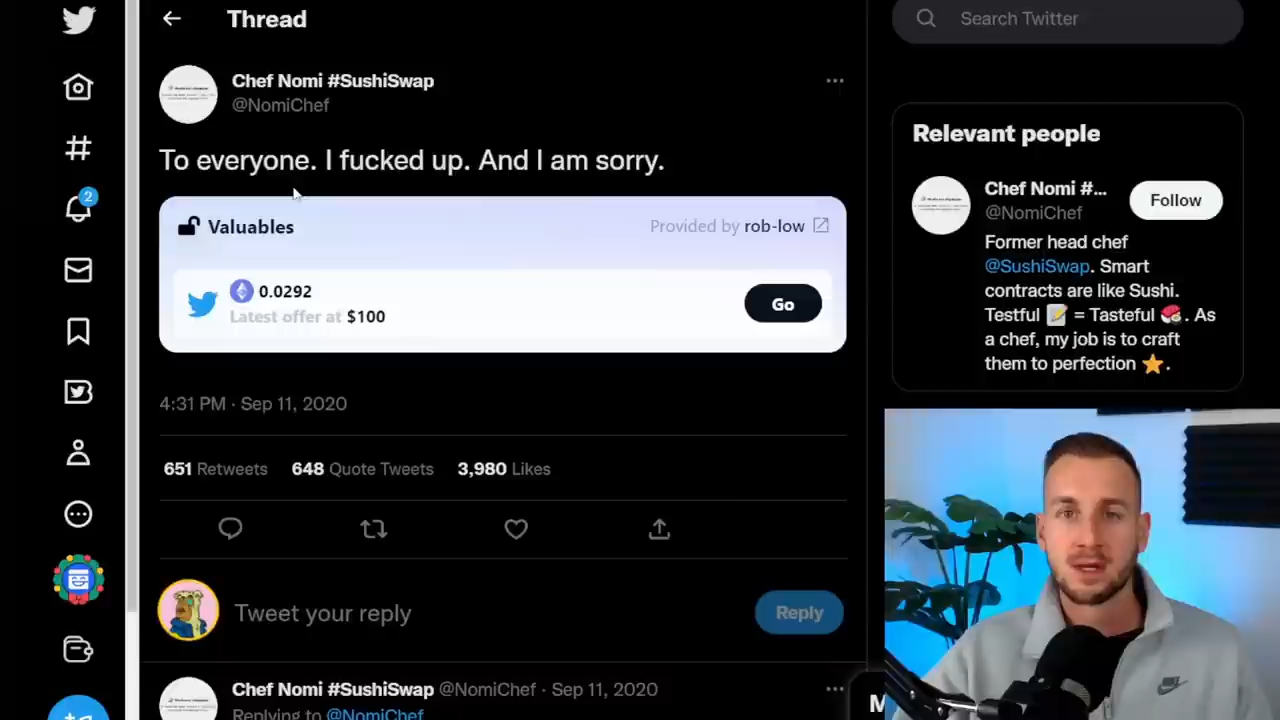 Thread
Search Twitter
Chef Nomi #SushiSwap
@NomiChef
To everyone. I fucked up. And I am sorry.
Valuables
Provided by rob-low
0.0292
Latest offer at $100
Go
4:31 PM · Sep 11, 2020
651 Retweets 648 Quote Tweets 3,980 Likes
Tweet your reply
Reply
Chef Nomi #SushiSwap @NomiChef · Sep 11, 2020
Replying to @NomiChef
2
Relevant people
Chef Nomi #...
@NomiChef
Follow
Former head chef
@SushiSwap. Smart
contracts are like Sushi.
Testful 📝 = Tasteful 🍣. As
a chef, my job is to craft
them to perfection ⭐.
M